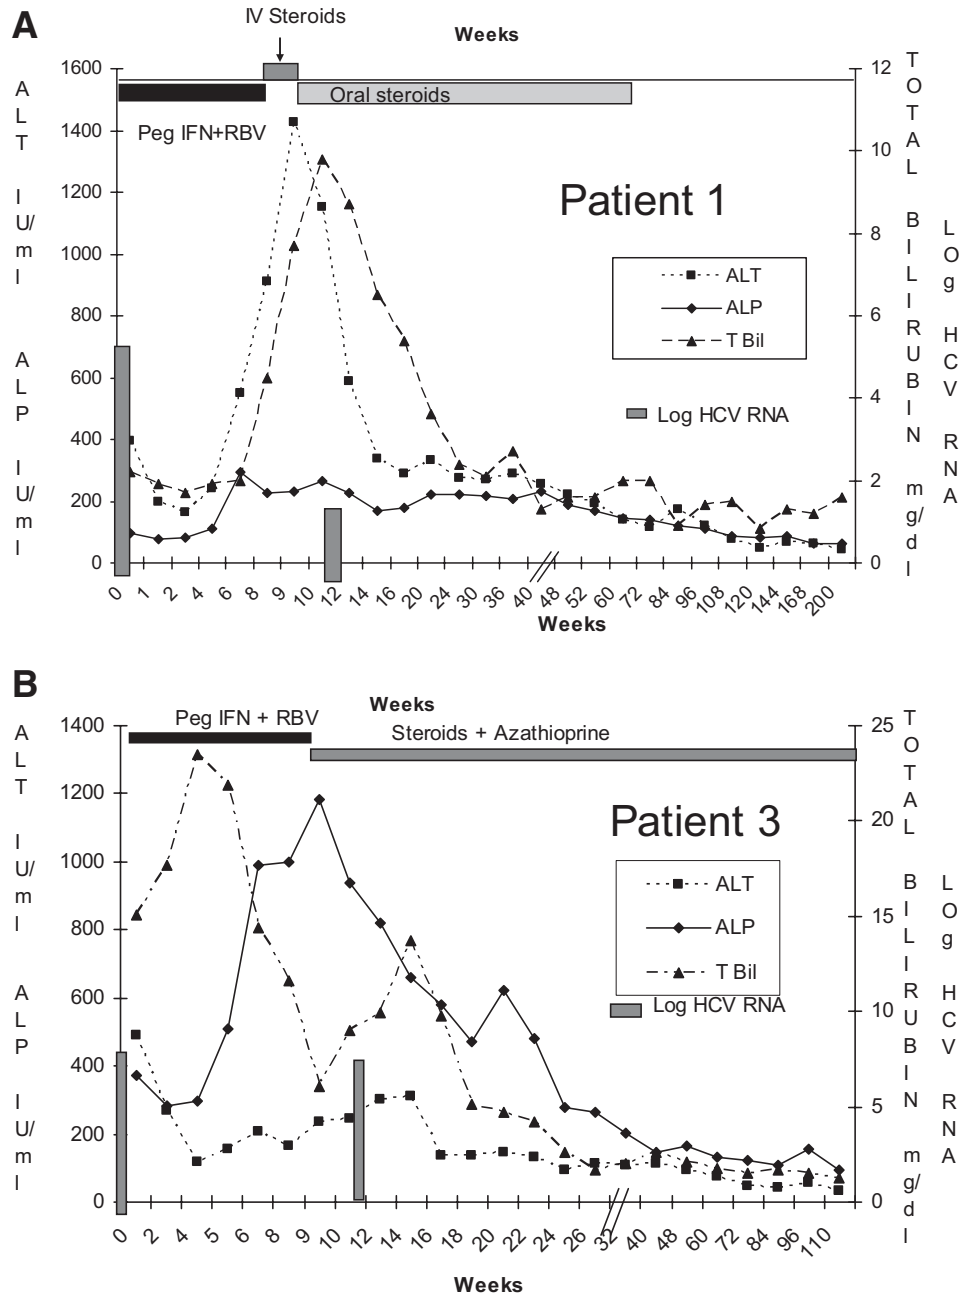 A
IV Steroids
Weeks
ALT IU/ml ALP IU/ml
1600
1400
1200
1000
800
600
400
200
0
Oral steroids
Peg IFN+RBV
Patient 1
ALT
ALP
T Bil
Log HCV RNA
12
10
8
6
4
2
0
TOTAL BILIRUBIN mg/dl
LOg HCV RNA
0 1 2 4 6 8 9 10 12 14 16 20 24 30 36 40 48 52 60 72 84 96 108 120 144 168 200
Weeks
B
Weeks
Peg IFN + RBV
Steroids + Azathioprine
ALT IU/ml ALP IU/ml
1400
1200
1000
800
600
400
200
0
Patient 3
ALT
ALP
T Bil
Log HCV RNA
25
20
15
10
5
0
TOTAL BILIRUBIN mg/dl
LOg HCV RNA
0 2 4 6 8 9 12 14 16 18 20 22 24 26 32 40 48 60 72 84 96 110
Weeks